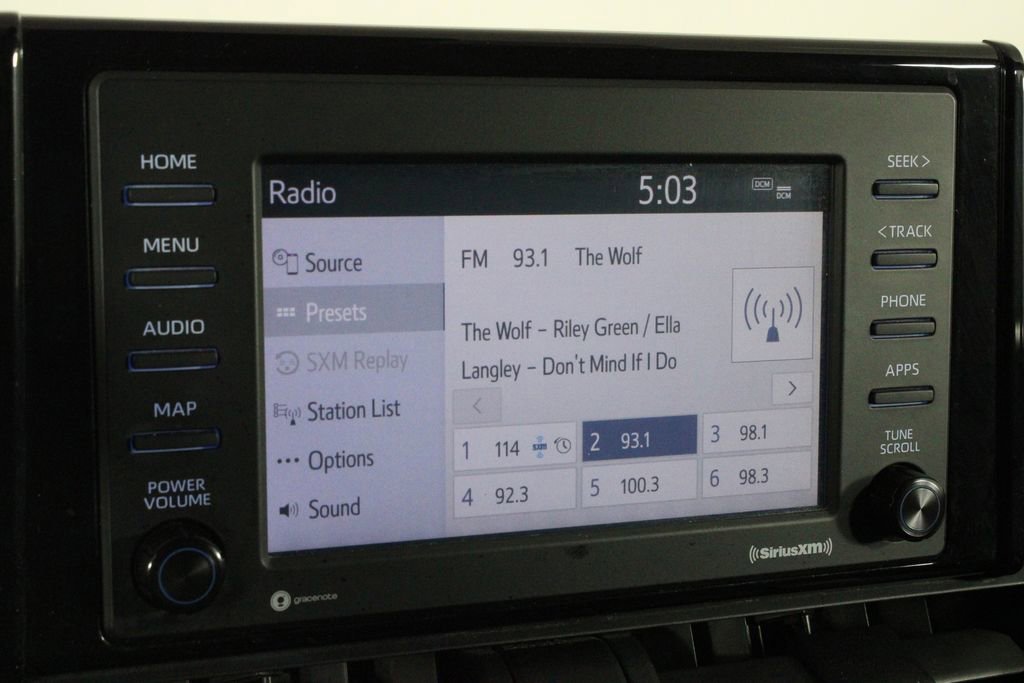 HOME
MENU
AUDIO
MAP
POWER
VOLUME
Radio 5:03 DCM DCM
Source
Presets
SXM Replay
Station List
Options
Sound
FM 93.1 The Wolf
The Wolf – Riley Green / Ella
Langley – Don't Mind If I Do
< >
1 114 sxm 2 93.1 3 98.1
4 92.3 5 100.3 6 98.3
SEEK >
< TRACK
PHONE
APPS
TUNE
SCROLL
gracenote
((SiriusXM))